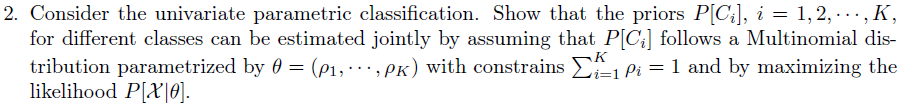 2. Consider the univariate parametric classification. Show that the priors P[C_i], i = 1, 2, ⋯, K,
for different classes can be estimated jointly by assuming that P[C_i] follows a Multinomial dis-
tribution parametrized by θ = (ρ_1, ⋯, ρ_K) with constrains ∑_{i=1}^{K} ρ_i = 1 and by maximizing the
likelihood P[𝒳|θ].